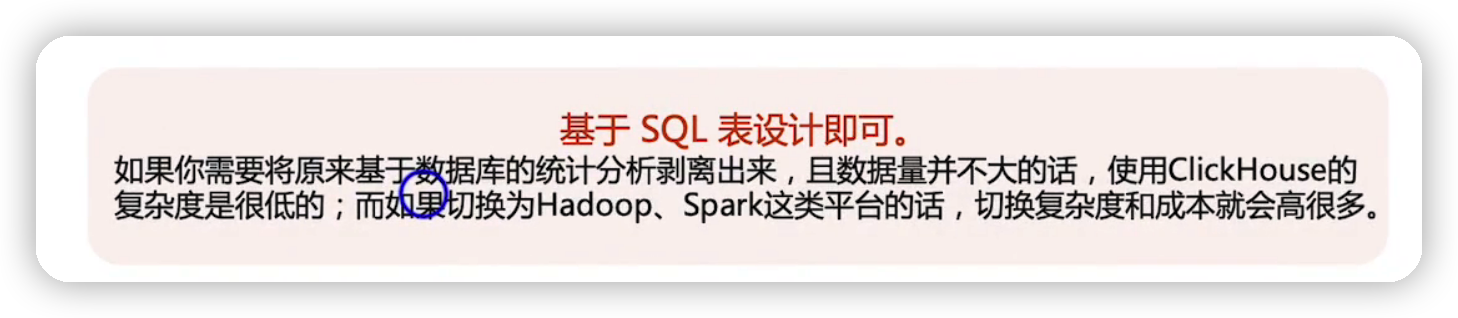 基于 SQL 表设计即可。
如果你需要将原来基于数据库的统计分析剥离出来，且数据量并不大的话，使用ClickHouse的
复杂度是很低的；而如果切换为Hadoop、Spark这类平台的话，切换复杂度和成本就会高很多。